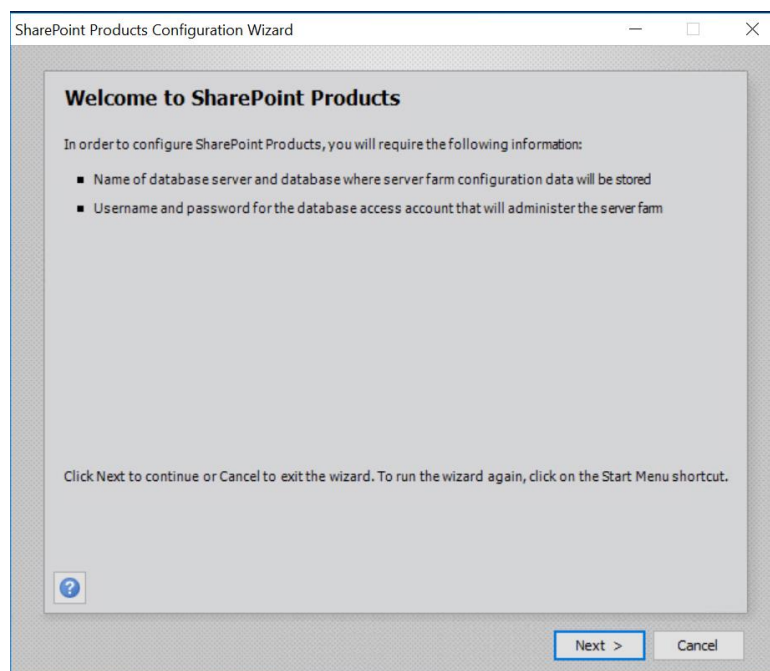 SharePoint Products Configuration Wizard
Welcome to SharePoint Products
In order to configure SharePoint Products, you will require the following information:
Name of database server and database where server farm configuration data will be stored
Username and password for the database access account that will administer the server farm
Click Next to continue or Cancel to exit the wizard. To run the wizard again, click on the Start Menu shortcut.
?
Next >
Cancel